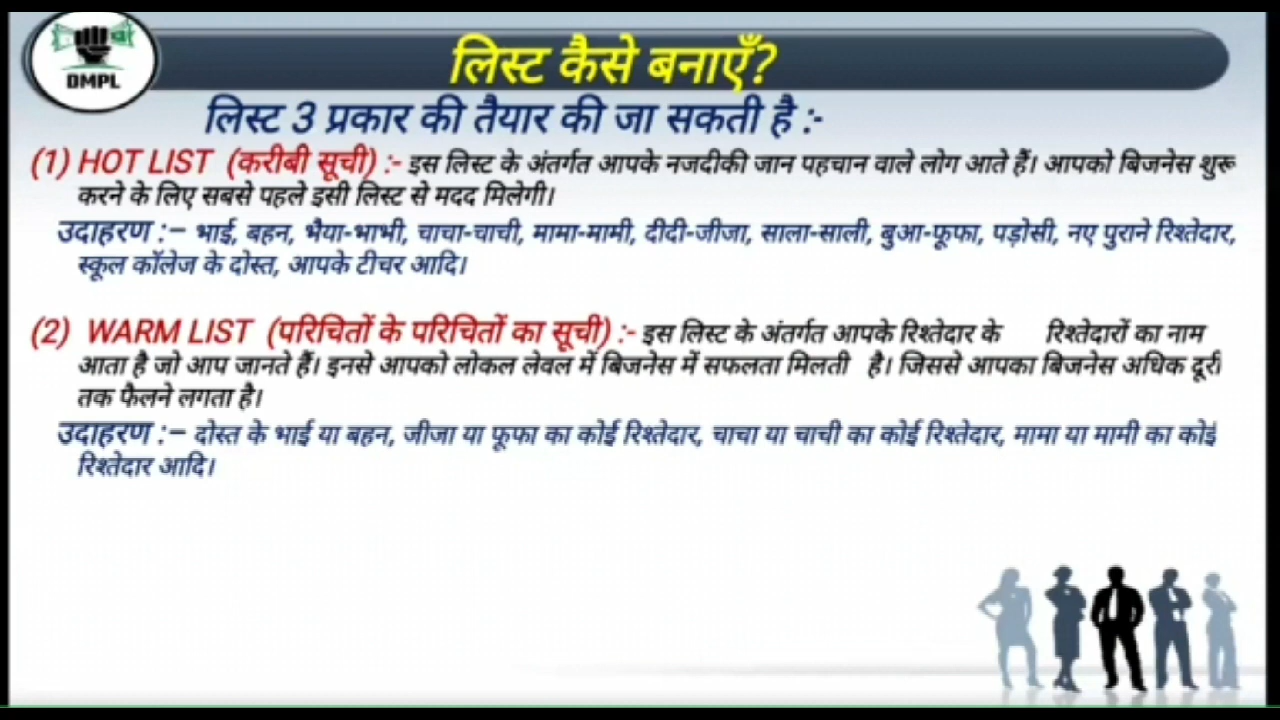 DMPL
लिस्ट कैसे बनाएँ?
लिस्ट 3 प्रकार की तैयार की जा सकती है :-
(1) HOT LIST (करीबी सूची) :- इस लिस्ट के अंतर्गत आपके नजदीकी जान पहचान वाले लोग आते हैं। आपको बिजनेस शुरू
करने के लिए सबसे पहले इसी लिस्ट से मदद मिलेगी।
उदाहरण :– भाई, बहन, भैया-भाभी, चाचा-चाची, मामा-मामी, दीदी-जीजा, साला-साली, बुआ-फूफा, पड़ोसी, नए पुराने रिश्तेदार,
स्कूल कॉलेज के दोस्त, आपके टीचर आदि।
(2) WARM LIST (परिचितों के परिचितों का सूची) :- इस लिस्ट के अंतर्गत आपके रिश्तेदार के रिश्तेदारों का नाम
आता है जो आप जानते हैं। इनसे आपको लोकल लेवल में बिजनेस में सफलता मिलती है। जिससे आपका बिजनेस अधिक दूरी
तक फैलने लगता है।
उदाहरण :– दोस्त के भाई या बहन, जीजा या फूफा का कोई रिश्तेदार, चाचा या चाची का कोई रिश्तेदार, मामा या मामी का कोई
रिश्तेदार आदि।